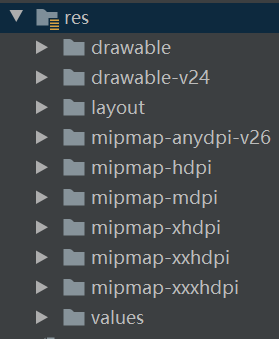 res
drawable
drawable-v24
layout
mipmap-anydpi-v26
mipmap-hdpi
mipmap-mdpi
mipmap-xhdpi
mipmap-xxhdpi
mipmap-xxxhdpi
values